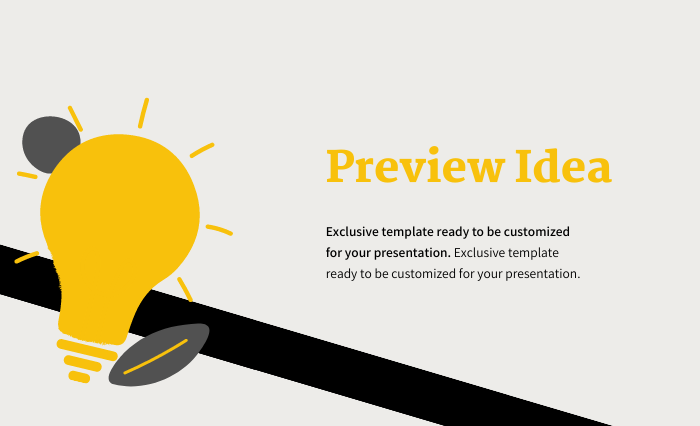 Preview Idea
Exclusive template ready to be customized
for your presentation. Exclusive template
ready to be customized for your presentation.